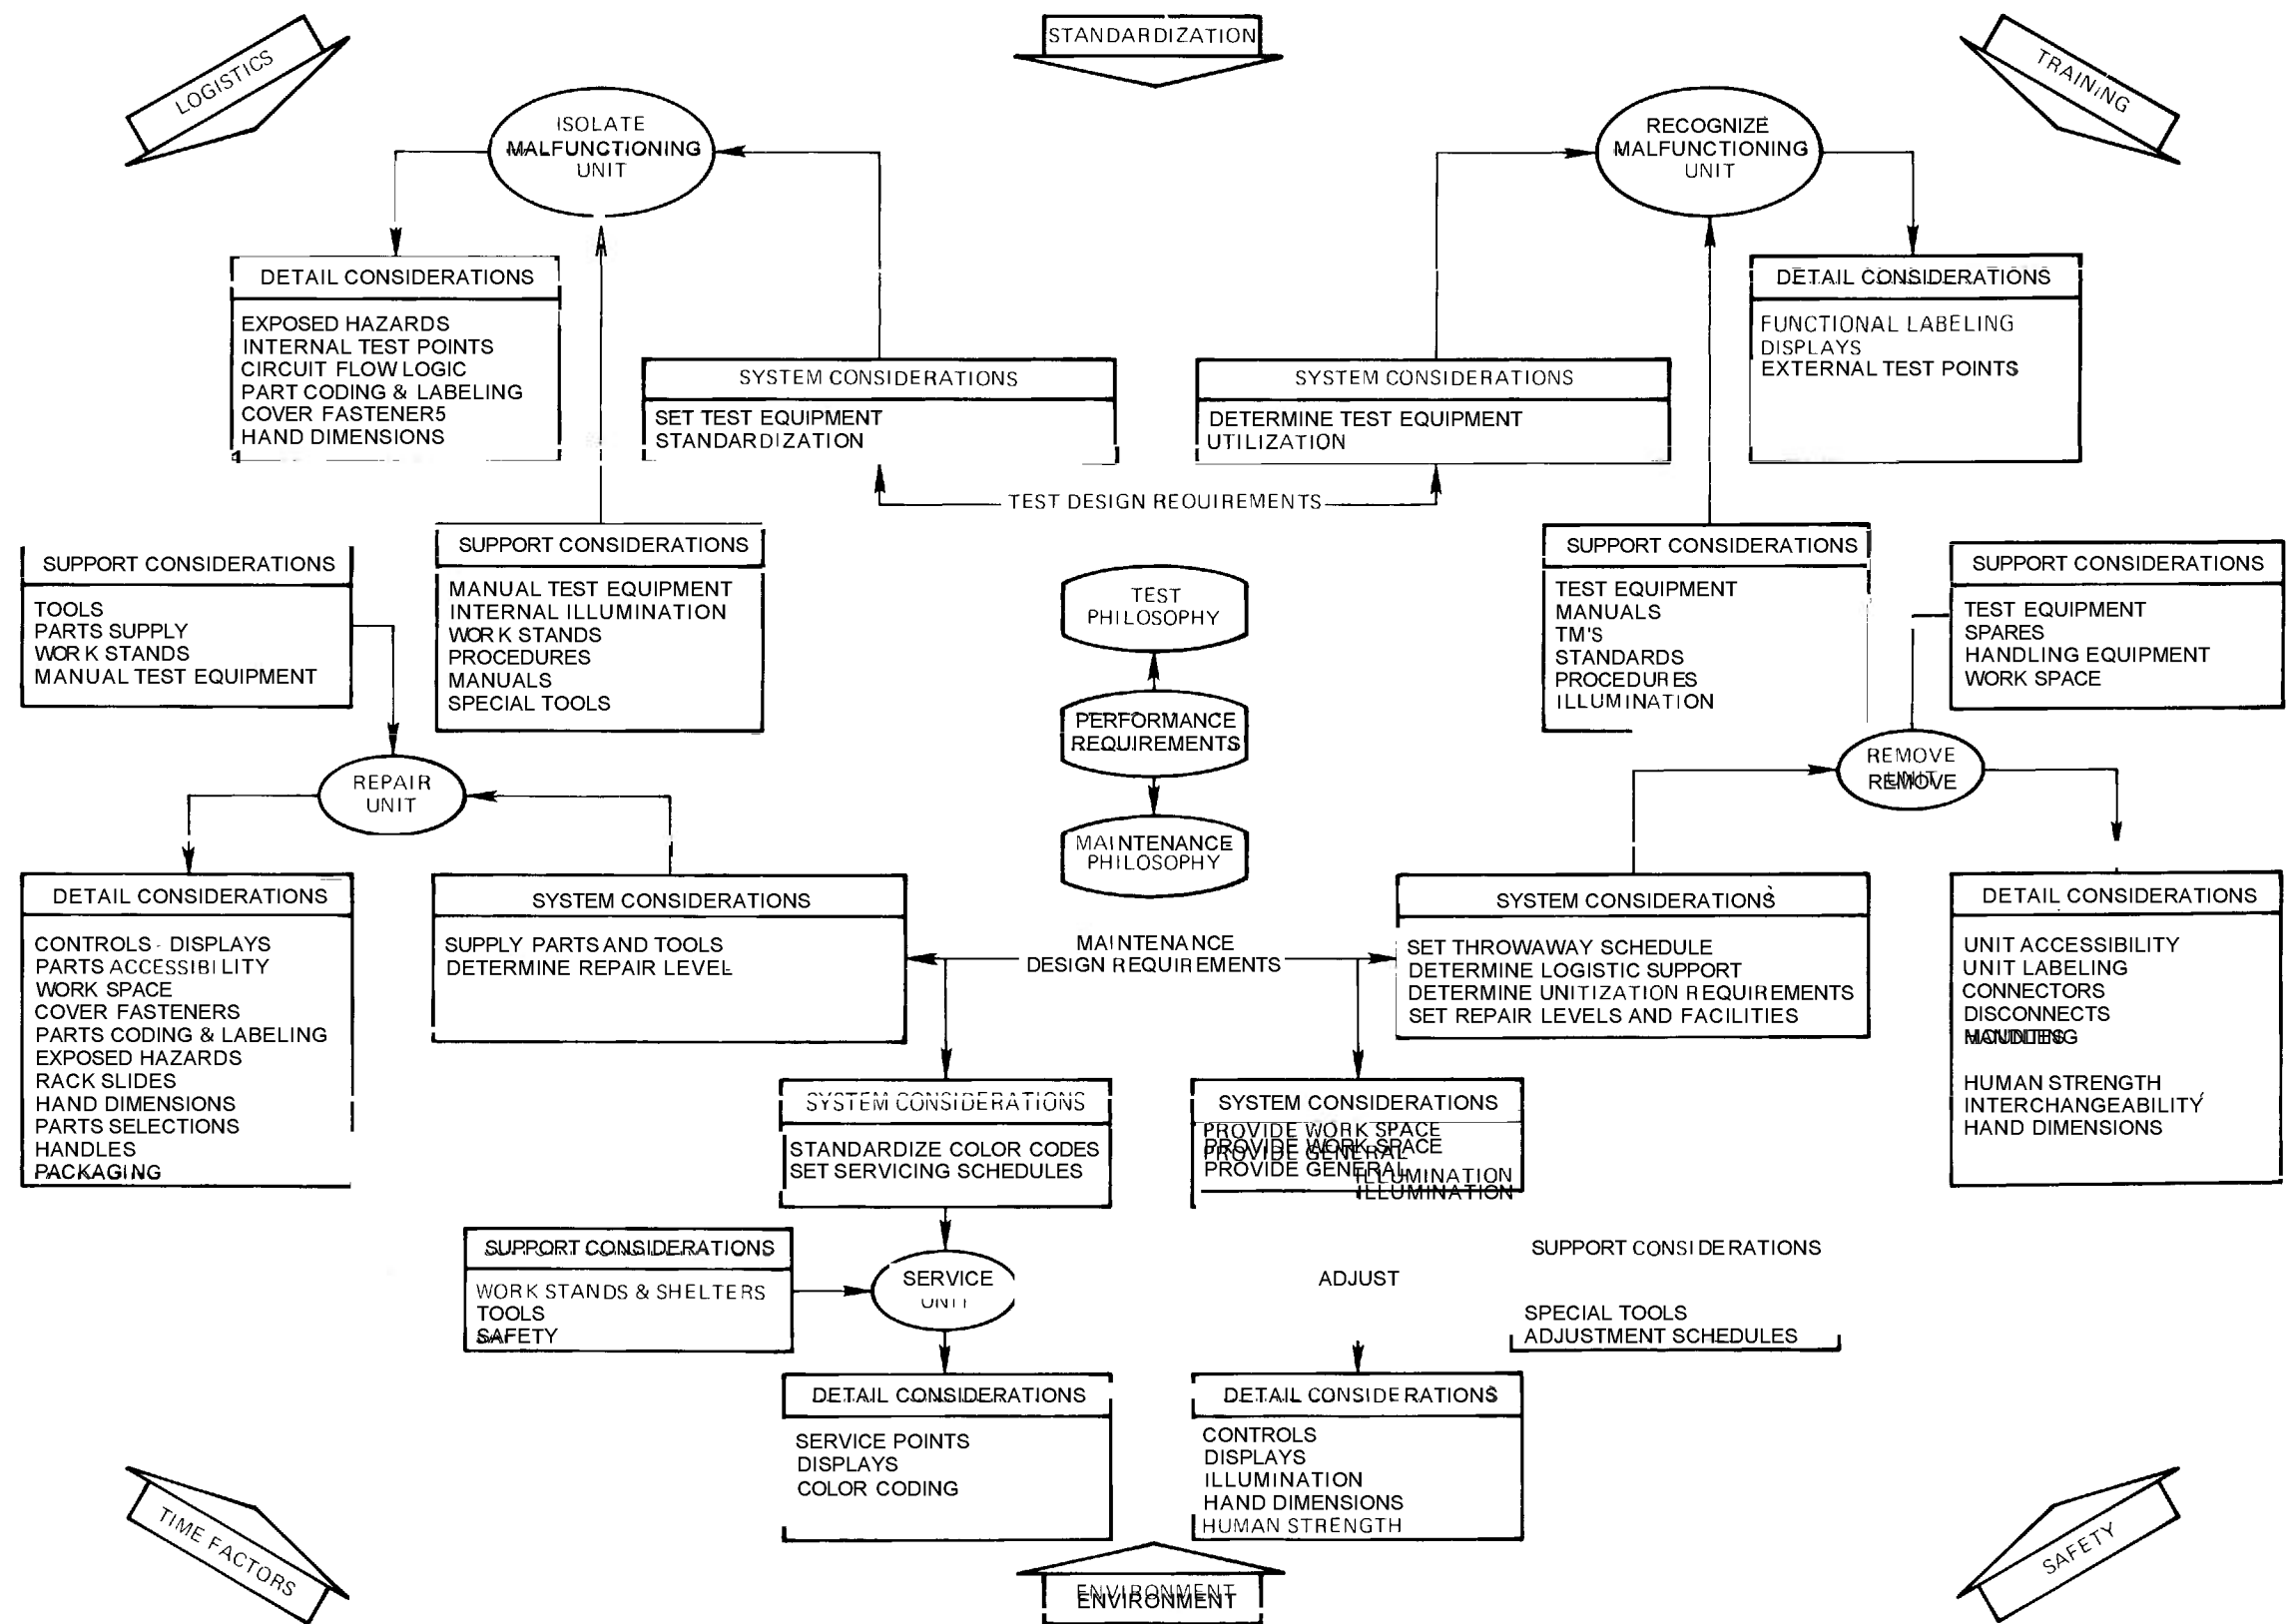 LOGISTICS
STANDARDIZATION
TRAINING
ISOLATE
MALFUNCTIONING
UNIT
RECOGNIZE
MALFUNCTIONING
UNIT
DETAIL CONSIDERATIONS
EXPOSED HAZARDS
INTERNAL TEST POINTS
CIRCUIT FLOW LOGIC
PART CODING & LABELING
COVER FASTENER5
HAND DIMENSIONS
SYSTEM CONSIDERATIONS
SET TEST EQUIPMENT
STANDARDIZATION
SYSTEM CONSIDERATIONS
DETERMINE TEST EQUIPMENT
UTILIZATION
DETAIL CONSIDERATIONS
FUNCTIONAL LABELING
DISPLAYS
EXTERNAL TEST POINTS
TEST DESIGN REOUIREMENTS
SUPPORT CONSIDERATIONS
TOOLS
PARTS SUPPLY
WORK STANDS
MANUAL TEST EQUIPMENT
SUPPORT CONSIDERATIONS
MANUAL TEST EQUIPMENT
INTERNAL ILLUMINATION
WORK STANDS
PROCEDURES
MANUALS
SPECIAL TOOLS
TEST
PHILOSOPHY
PERFORMANCE
REQUIREMENTS
MAINTENANCE
PHILOSOPHY
SUPPORT CONSIDERATIONS
TEST EQUIPMENT
MANUALS
TM'S
STANDARDS
PROCEDURES
ILLUMINATION
SUPPORT CONSIDERATIONS
TEST EQUIPMENT
SPARES
HANDLING EQUIPMENT
WORK SPACE
REPAIR
UNIT
REMOVE
UNIT
REMOVE
DETAIL CONSIDERATIONS
CONTROLS - DISPLAYS
PARTS ACCESSIBILITY
WORK SPACE
COVER FASTENERS
PARTS CODING & LABELING
EXPOSED HAZARDS
RACK SLIDES
HAND DIMENSIONS
PARTS SELECTIONS
HANDLES
PACKAGING
SYSTEM CONSIDERATIONS
SUPPLY PARTS AND TOOLS
DETERMINE REPAIR LEVEL
MAINTENANCE
DESIGN REQUIREMENTS
SYSTEM CONSIDERATIONS
SET THROWAWAY SCHEDULE
DETERMINE LOGISTIC SUPPORT
DETERMINE UNITIZATION REQUIREMENTS
SET REPAIR LEVELS AND FACILITIES
DETAIL CONSIDERATIONS
UNIT ACCESSIBILITY
UNIT LABELING
CONNECTORS
DISCONNECTS
HUMAN STRENGTH
INTERCHANGEABILITY
HAND DIMENSIONS
SYSTEM CONSIDERATIONS
STANDARDIZE COLOR CODES
SET SERVICING SCHEDULES
SYSTEM CONSIDERATIONS
PROVIDE WORK SPACE
PROVIDE WORK SPACE
PROVIDE GENERAL
PROVIDE GENERAL
ILLUMINATION
ILLUMINATION
SUPPORT CONSIDERATIONS
WORK STANDS & SHELTERS
TOOLS
SAFETY
SERVICE
UNIT
ADJUST
SUPPORT CONSIDERATIONS
SPECIAL TOOLS
ADJUSTMENT SCHEDULES
DETAIL CONSIDERATIONS
SERVICE POINTS
DISPLAYS
COLOR CODING
DETAIL CONSIDERATIONS
CONTROLS
DISPLAYS
ILLUMINATION
HAND DIMENSIONS
HUMAN STRENGTH
TIME FACTORS
ENVIRONMENT
SAFETY